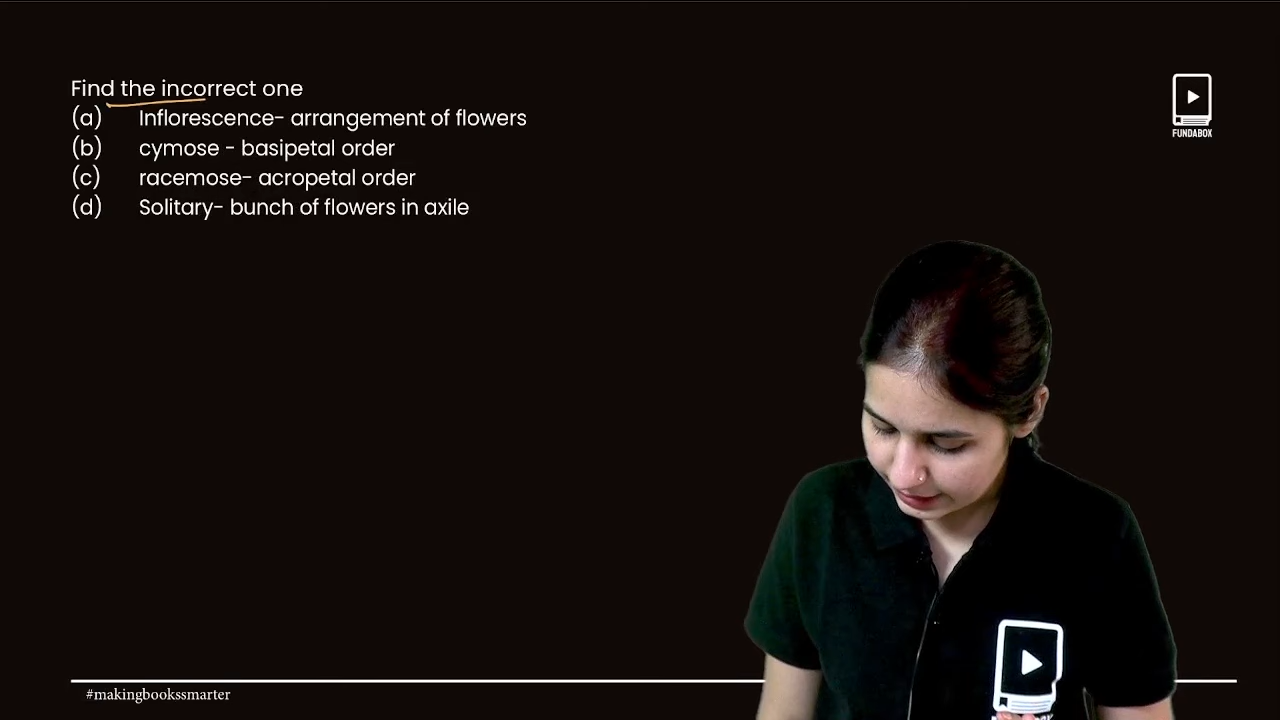 Find the incorrect one
(a) Inflorescence- arrangement of flowers
(b) cymose - basipetal order
(c) racemose- acropetal order
(d) Solitary- bunch of flowers in axile
FUNDABOX
#makingbookssmarter